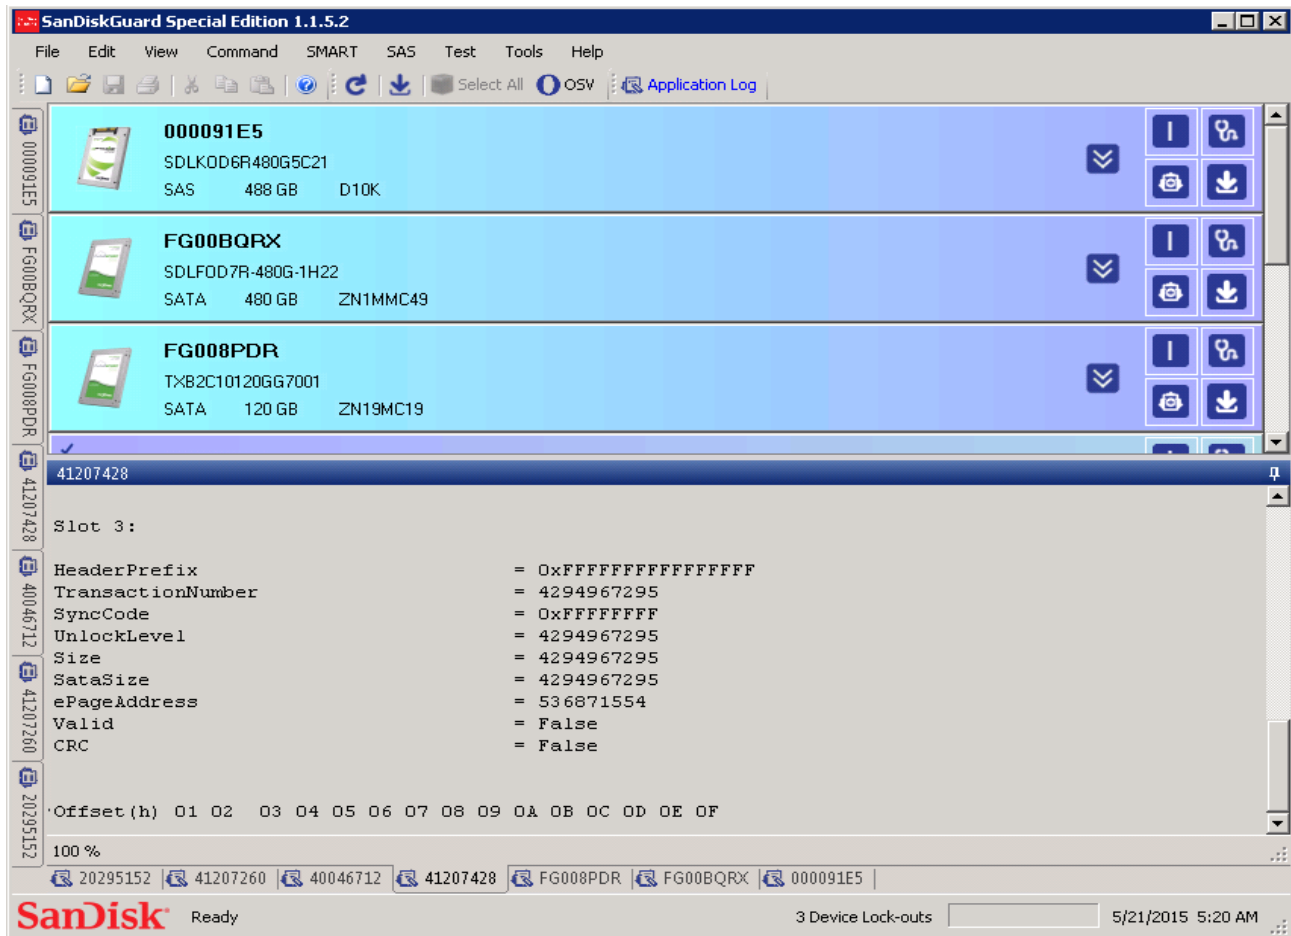 SanDiskGuard Special Edition 1.1.5.2
File Edit View Command SMART SAS Test Tools Help
Select All OSV Application Log
000091E5
SDLKOD6R480G5C21
SAS 488 GB D10K
FG00BQRX
SDLFOD7R-480G-1H22
SATA 480 GB ZN1MMC49
FG008PDR
TXB2C10120GG7001
SATA 120 GB ZN19MC19
000091E5
FG00BQRX
FG008PDR
41207428
40046712
41207260
20295152
41207428
Slot 3:
HeaderPrefix = 0xFFFFFFFFFFFFFFFF
TransactionNumber = 4294967295
SyncCode = 0xFFFFFFFF
UnlockLevel = 4294967295
Size = 4294967295
SataSize = 4294967295
ePageAddress = 536871554
Valid = False
CRC = False
Offset(h) 01 02 03 04 05 06 07 08 09 0A 0B 0C 0D 0E 0F
100 %
20295152 41207260 40046712 41207428 FG008PDR FG00BQRX 000091E5
SanDisk Ready 3 Device Lock-outs 5/21/2015 5:20 AM